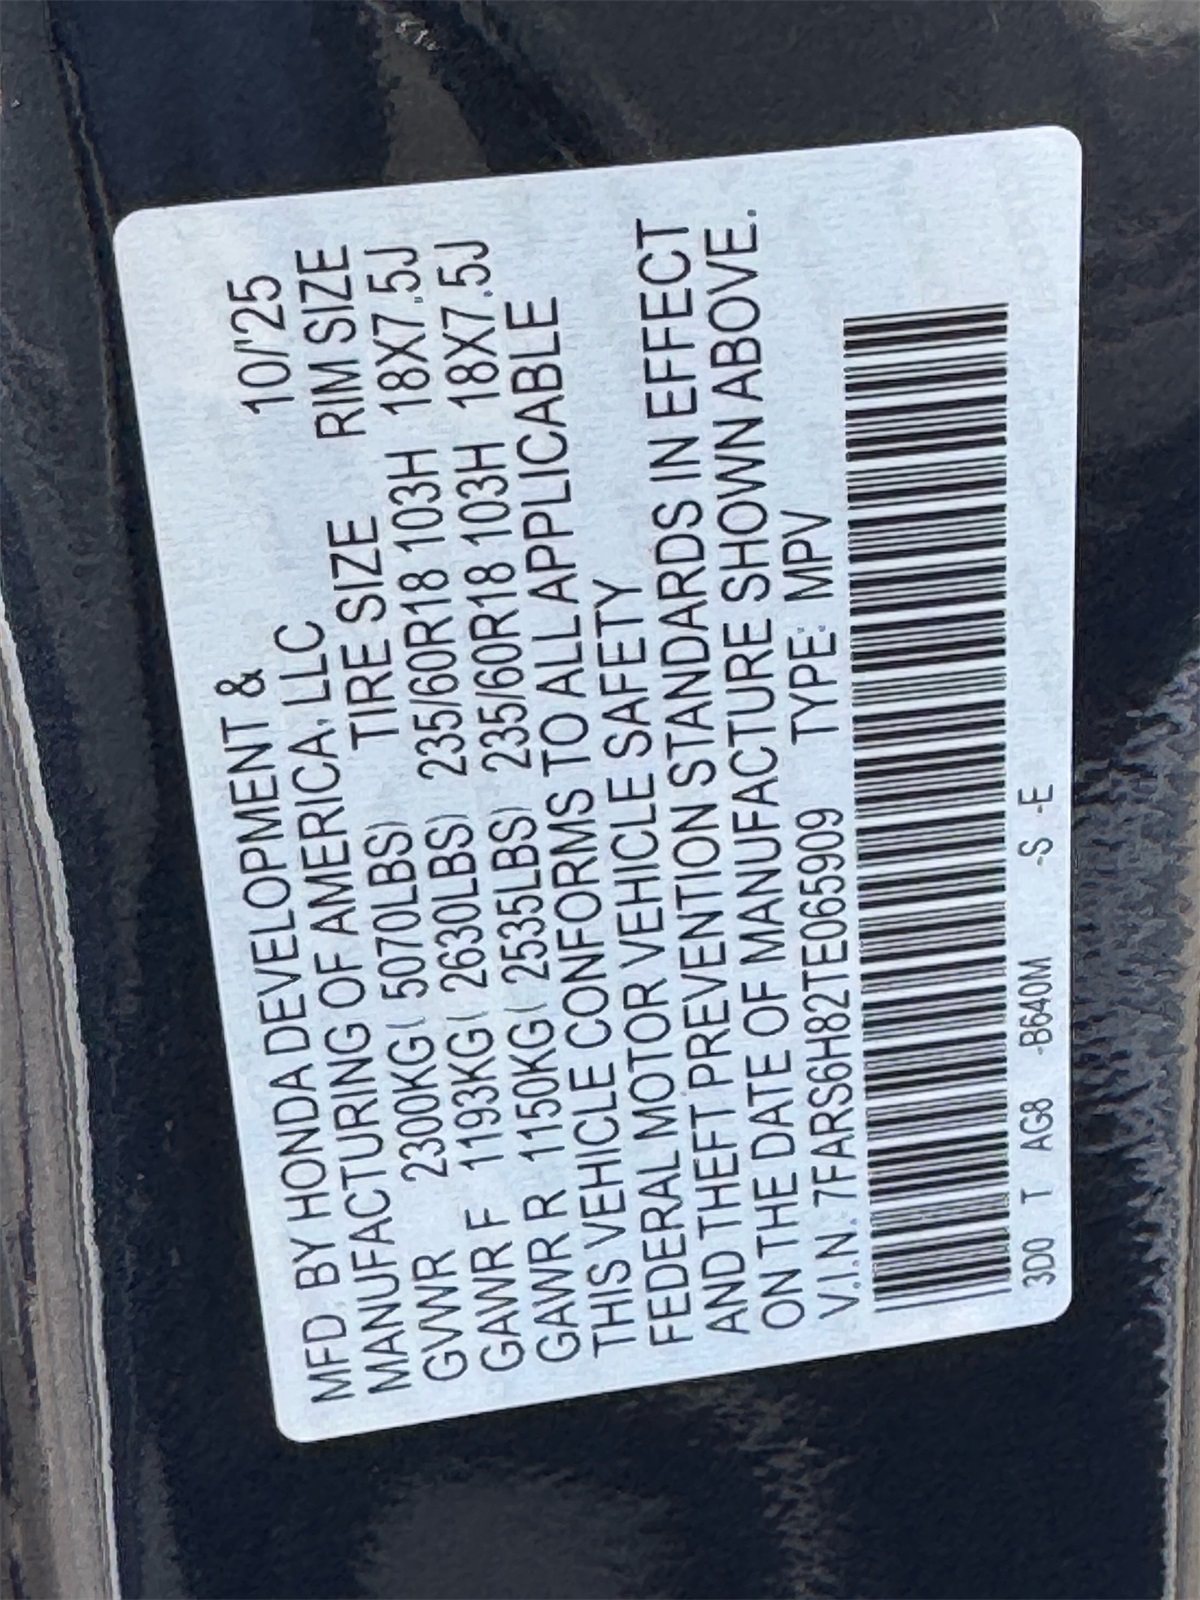 MFD. BY HONDA DEVELOPMENT & 10/'25
MANUFACTURING OF AMERICA, LLC
TIRE SIZE RIM SIZE
GVWR 2300KG( 5070LBS) 235/60R18 103H 18X7.5J
GAWR F 1193KG( 2630LBS) 235/60R18 103H 18X7.5J
GAWR R 1150KG( 2535LBS)
THIS VEHICLE CONFORMS TO ALL APPLICABLE
FEDERAL MOTOR VEHICLE SAFETY
AND THEFT PREVENTION STANDARDS IN EFFECT
ON THE DATE OF MANUFACTURE SHOWN ABOVE.
V.I.N. 7FARS6H82TE065909 TYPE: MPV
3D0 T AG8 -B640M -S -E